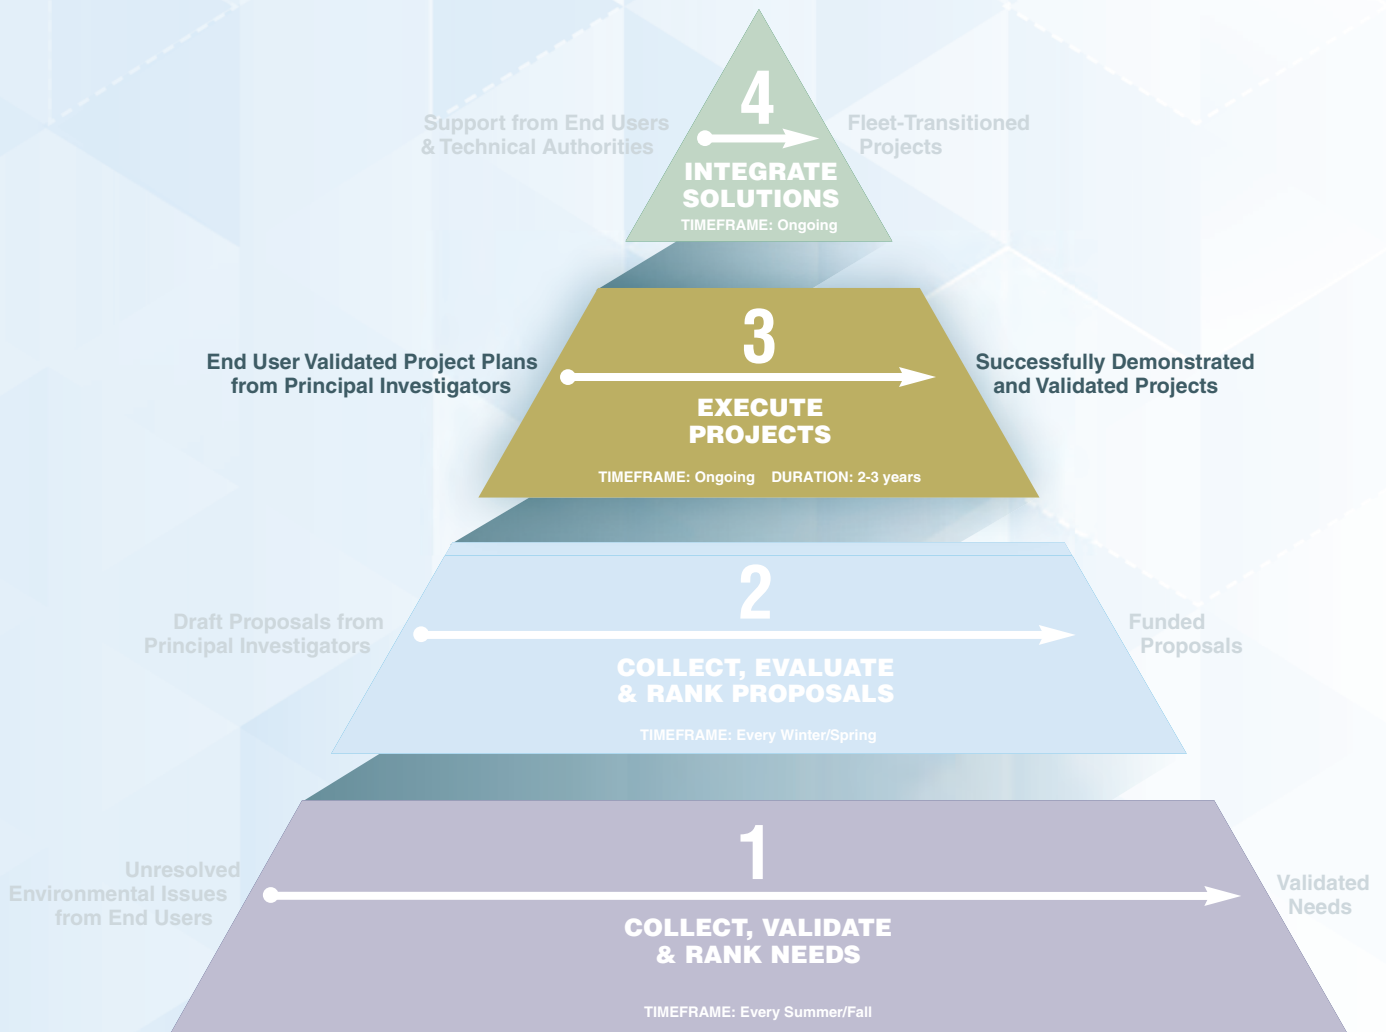 4
Support from End Users
& Technical Authorities
Fleet-Transitioned
Projects
INTEGRATE
SOLUTIONS
TIMEFRAME: Ongoing
3
End User Validated Project Plans
from Principal Investigators
Successfully Demonstrated
and Validated Projects
EXECUTE
PROJECTS
TIMEFRAME: Ongoing DURATION: 2-3 years
2
Draft Proposals from
Principal Investigators
Funded
Proposals
COLLECT, EVALUATE
& RANK PROPOSALS
TIMEFRAME: Every Winter/Spring
1
Unresolved
Environmental Issues
from End Users
Validated
Needs
COLLECT, VALIDATE
& RANK NEEDS
TIMEFRAME: Every Summer/Fall